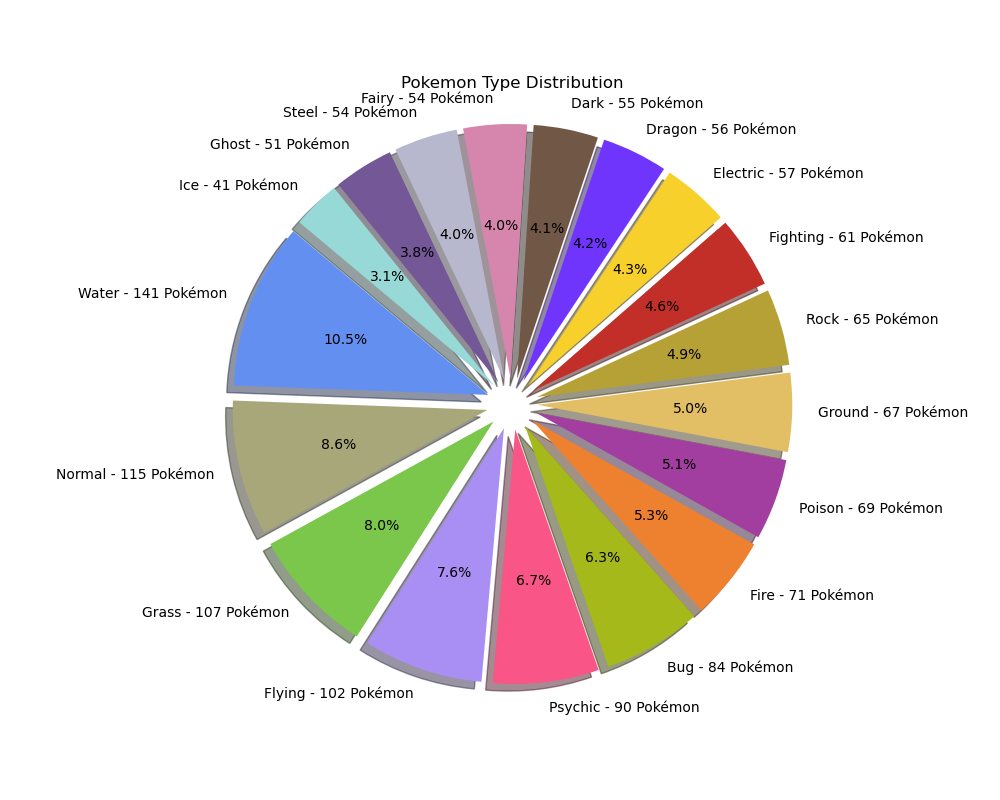 Pokemon Type Distribution
Fairy - 54 Pokémon
Dark - 55 Pokémon
Steel - 54 Pokémon
Dragon - 56 Pokémon
Ghost - 51 Pokémon
Electric - 57 Pokémon
Ice - 41 Pokémon
Fighting - 61 Pokémon
Water - 141 Pokémon
Rock - 65 Pokémon
Normal - 115 Pokémon
Ground - 67 Pokémon
Grass - 107 Pokémon
Poison - 69 Pokémon
Flying - 102 Pokémon
Fire - 71 Pokémon
Psychic - 90 Pokémon
Bug - 84 Pokémon
4.0%
4.0%
4.1%
4.2%
3.8%
4.3%
3.1%
4.6%
10.5%
4.9%
5.0%
8.6%
5.1%
8.0%
5.3%
7.6%
6.7%
6.3%